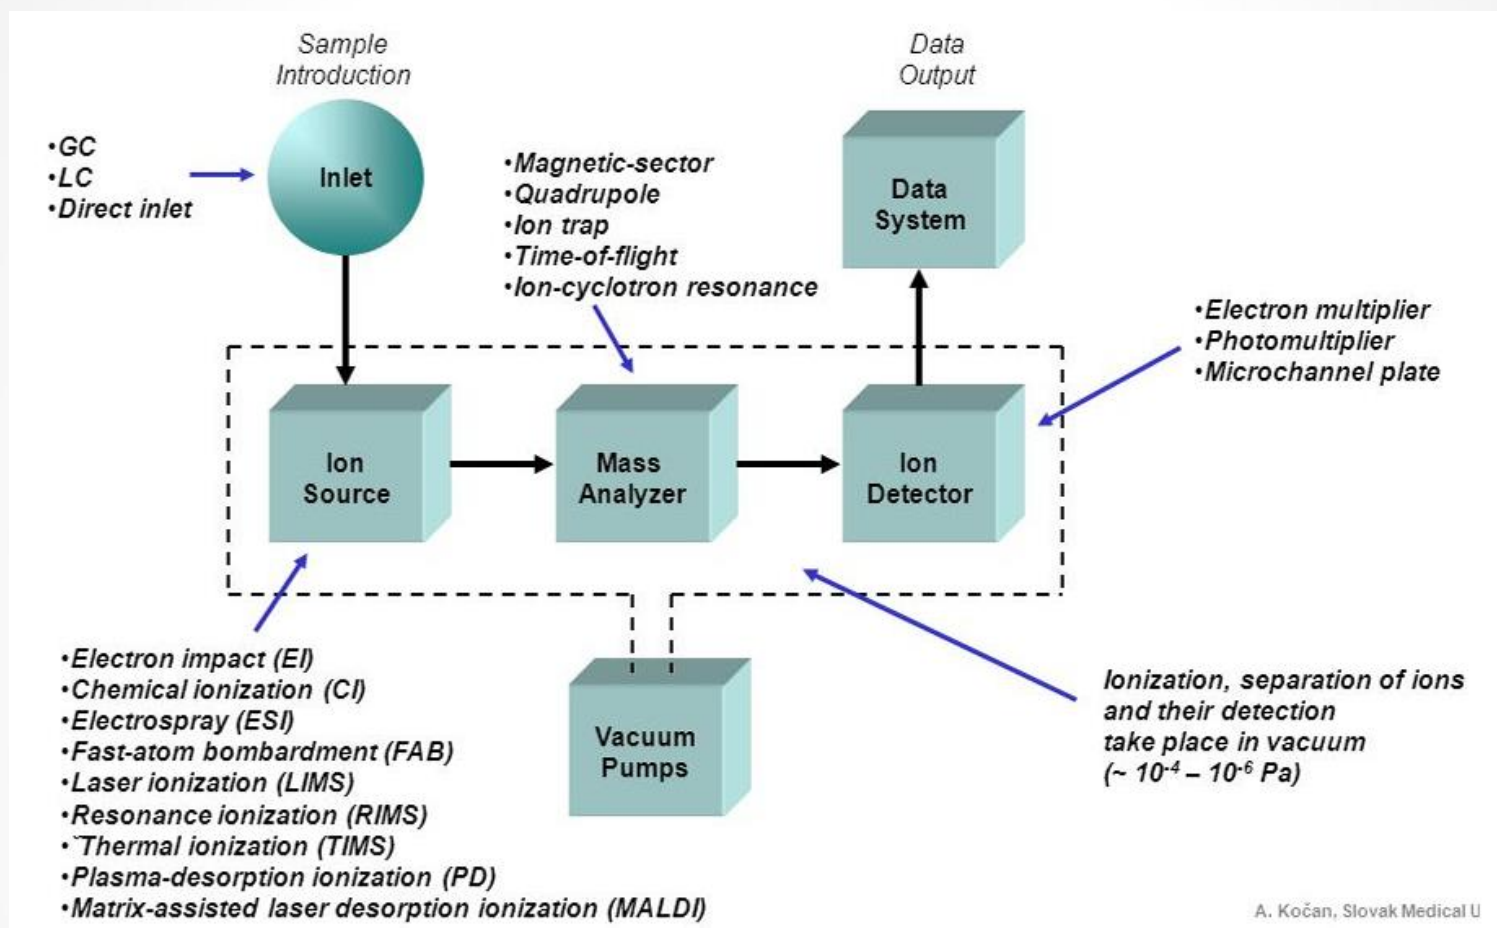 Sample
Introduction
Data
Output
•GC
•LC
•Direct inlet
Inlet
•Magnetic-sector
•Quadrupole
•Ion trap
•Time-of-flight
•Ion-cyclotron resonance
Data
System
•Electron multiplier
•Photomultiplier
•Microchannel plate
Ion
Source
Mass
Analyzer
Ion
Detector
•Electron impact (EI)
•Chemical ionization (CI)
•Electrospray (ESI)
•Fast-atom bombardment (FAB)
•Laser ionization (LIMS)
•Resonance ionization (RIMS)
•`Thermal ionization (TIMS)
•Plasma-desorption ionization (PD)
•Matrix-assisted laser desorption ionization (MALDI)
Vacuum
Pumps
Ionization, separation of ions
and their detection
take place in vacuum
(~ 10⁻⁴ – 10⁻⁶ Pa)
A. Kočan, Slovak Medical U